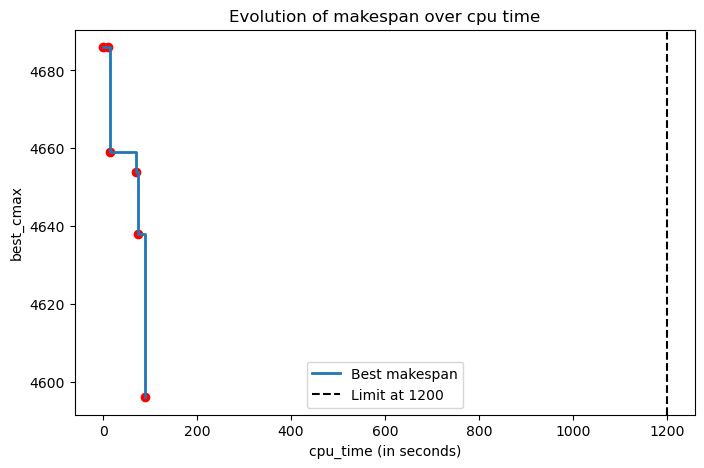 Evolution of makespan over cpu time
best_cmax
4680
4660
4640
4620
4600
Best makespan
Limit at 1200
0
200
400
600
800
1000
1200
cpu_time (in seconds)